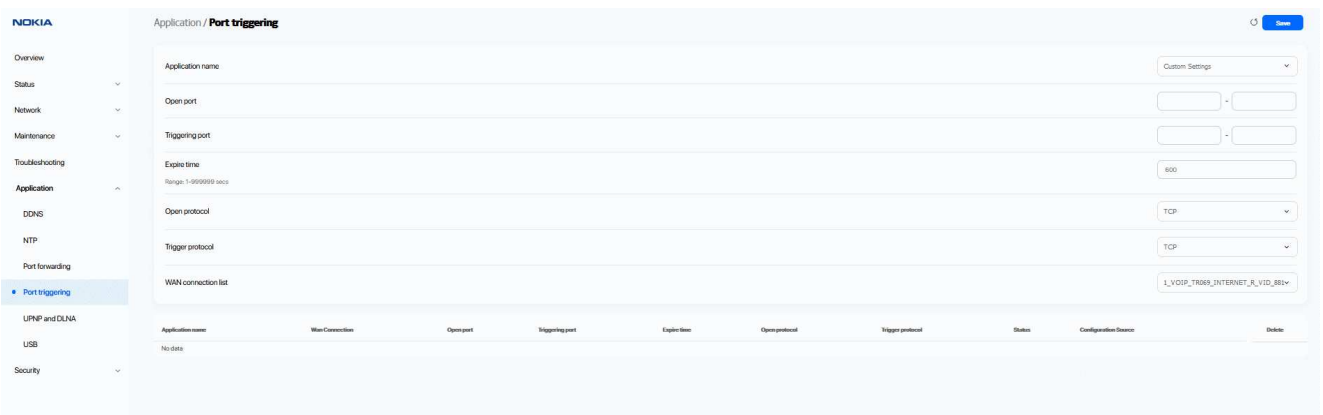 NOKIA
Application / Port triggering
Save
Overview
Status
Network
Maintenance
Troubleshooting
Application
DDNS
NTP
Port forwarding
Port triggering
UPNP and DLNA
USB
Security
Application name
Custom Settings
Open port
-
Triggering port
-
Expire time
Range: 1-999999 secs
600
Open protocol
TCP
Trigger protocol
TCP
WAN connection list
1_VOIP_TR069_INTERNET_R_VID_881
Application name Wan Connection Open port Triggering port Expire time Open protocol Trigger protocol Status Configuration Source Delete
No data